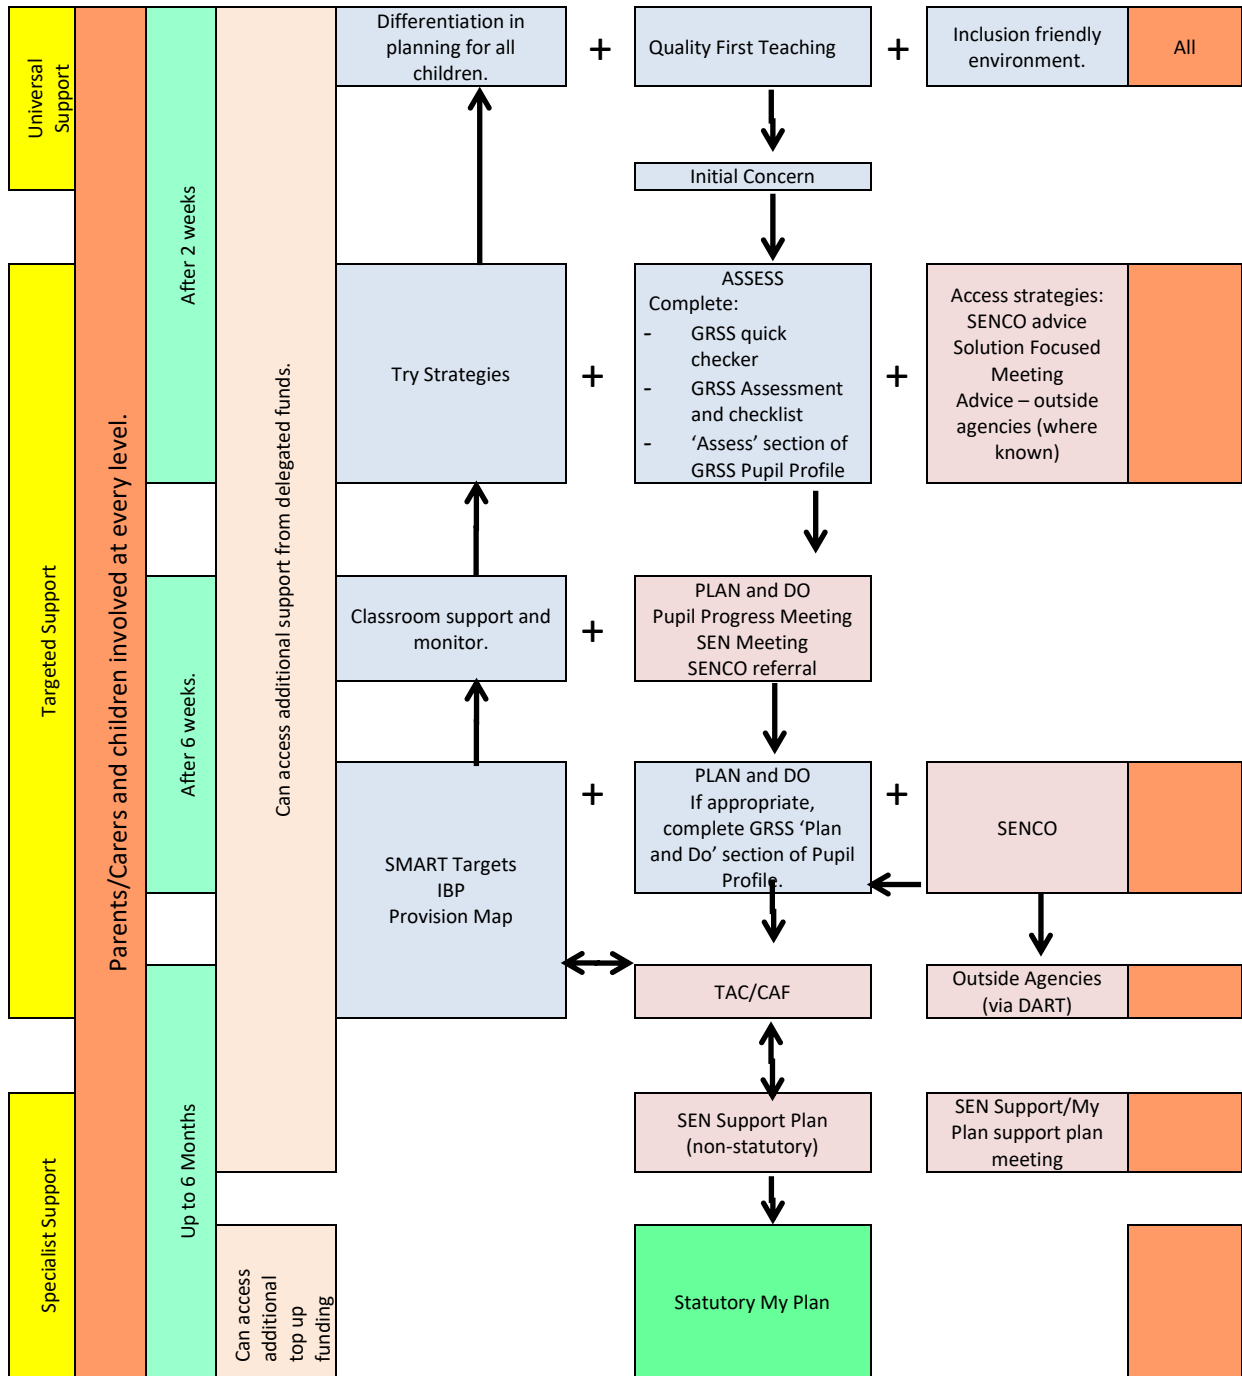 Universal
Support
Targeted Support
Specialist Support
Parents/Carers and children involved at every level.
After 2 weeks
After 6 weeks.
Up to 6 Months
Can access additional support from delegated funds.
Can access
additional
top up
funding
Differentiation in
planning for all
children.
+
Quality First Teaching
+
Inclusion friendly
environment.
All
Initial Concern
Try Strategies
+
ASSESS
Complete:
- GRSS quick
checker
- GRSS Assessment
and checklist
- ‘Assess’ section of
GRSS Pupil Profile
+
Access strategies:
SENCO advice
Solution Focused
Meeting
Advice – outside
agencies (where
known)
Classroom support and
monitor.
+
PLAN and DO
Pupil Progress Meeting
SEN Meeting
SENCO referral
SMART Targets
IBP
Provision Map
+
PLAN and DO
If appropriate,
complete GRSS ‘Plan
and Do’ section of Pupil
Profile.
+
SENCO
TAC/CAF
Outside Agencies
(via DART)
SEN Support Plan
(non-statutory)
SEN Support/My
Plan support plan
meeting
Statutory My Plan